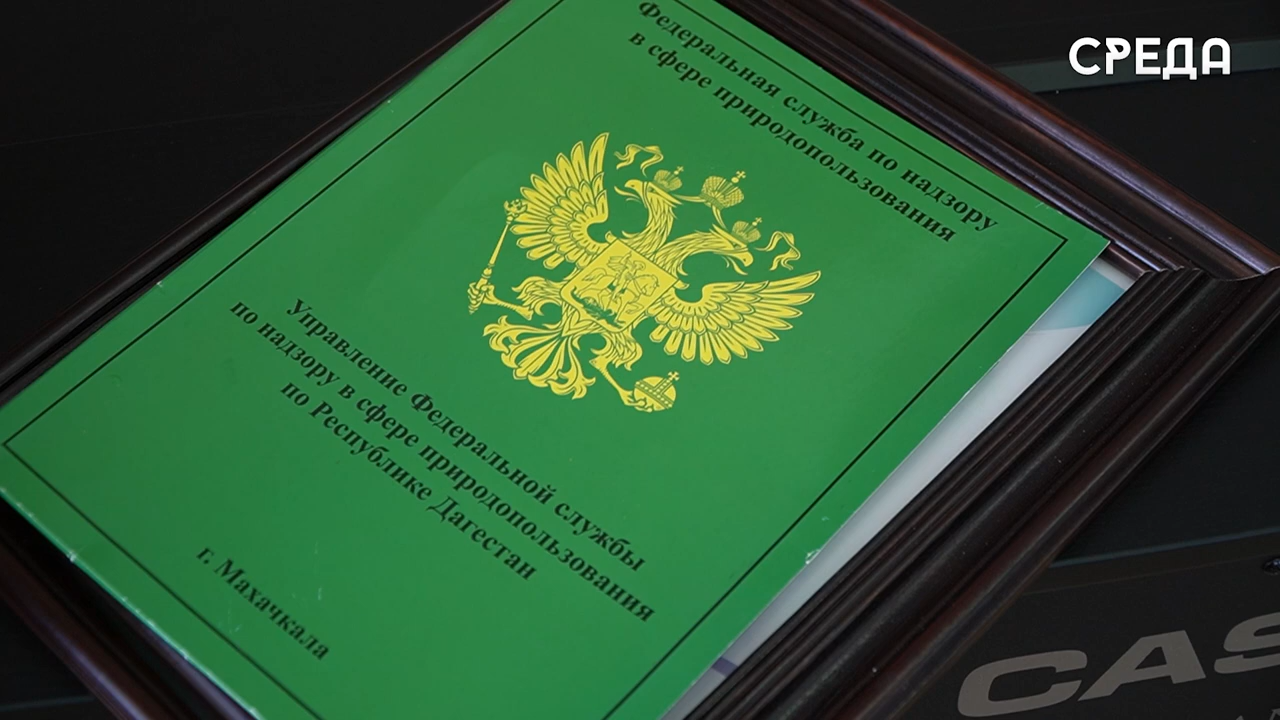 СРЕДА
Федеральная служба по надзору
в сфере природопользования
Управление Федеральной службы
по надзору в сфере природопользования
по Республике Дагестан
г. Махачкала
CAS